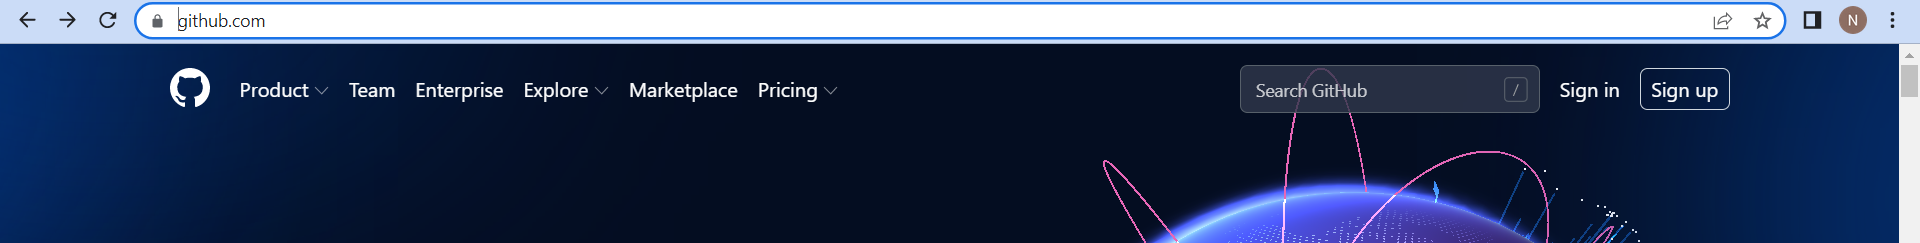 github.com
N
Product Team Enterprise Explore Marketplace Pricing
Search GitHub /
Sign in
Sign up